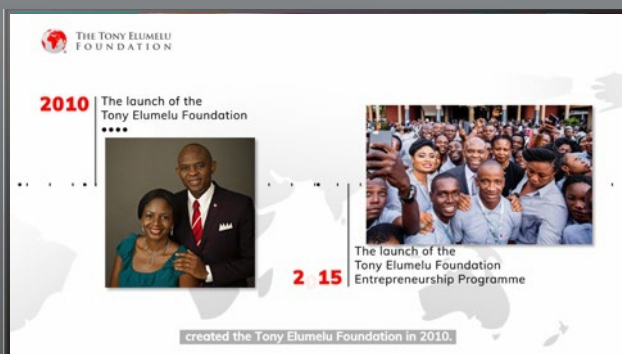 THE TONY ELUMELU
FOUNDATION
2010
The launch of the
Tony Elumelu Foundation
The launch of the
Tony Elumelu Foundation
2015
Entrepreneurship Programme
created the Tony Elumelu Foundation in 2010.